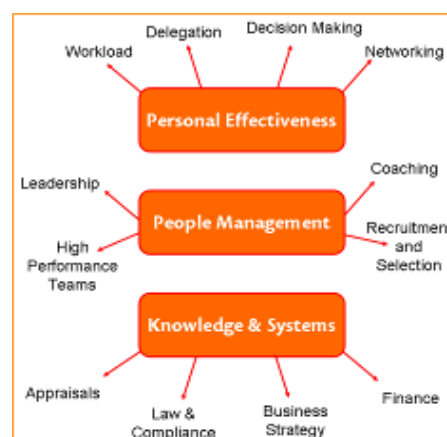 Delegation
Decision Making
Workload
Networking
Personal Effectiveness
Leadership
Coaching
People Management
High
Performance
Teams
Recruitmen
and
Selection
Knowledge & Systems
Appraisals
Law &
Compliance
Business
Strategy
Finance